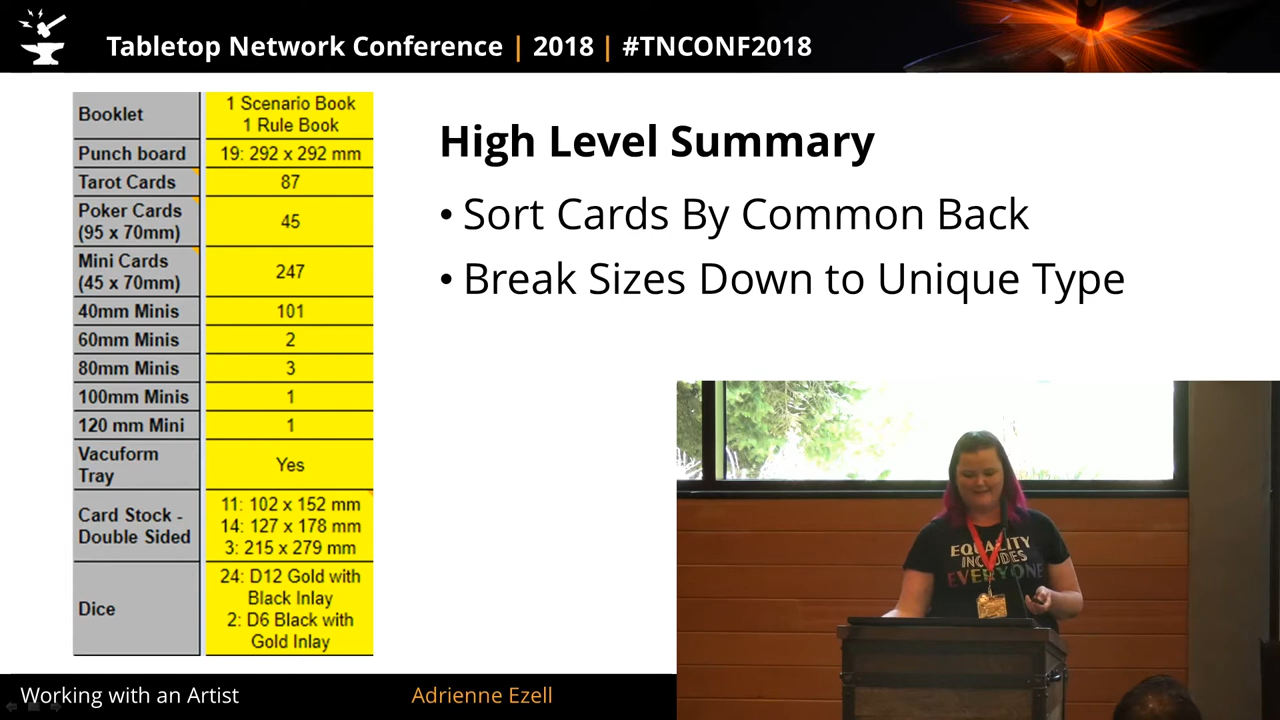 Tabletop Network Conference | 2018 | #TNCONF2018
Booklet
1 Scenario Book
1 Rule Book
Punch board
19: 292 x 292 mm
Tarot Cards
87
Poker Cards
(95 x 70mm)
45
Mini Cards
(45 x 70mm)
247
40mm Minis
101
60mm Minis
2
80mm Minis
3
100mm Minis
1
120 mm Mini
1
Vacuform
Tray
Yes
Card Stock -
Double Sided
11: 102 x 152 mm
14: 127 x 178 mm
3: 215 x 279 mm
Dice
24: D12 Gold with
Black Inlay
2: D6 Black with
Gold Inlay
High Level Summary
• Sort Cards By Common Back
• Break Sizes Down to Unique Type
EQUALITY
INCLUDES
EVERYONE
Working with an Artist
Adrienne Ezell